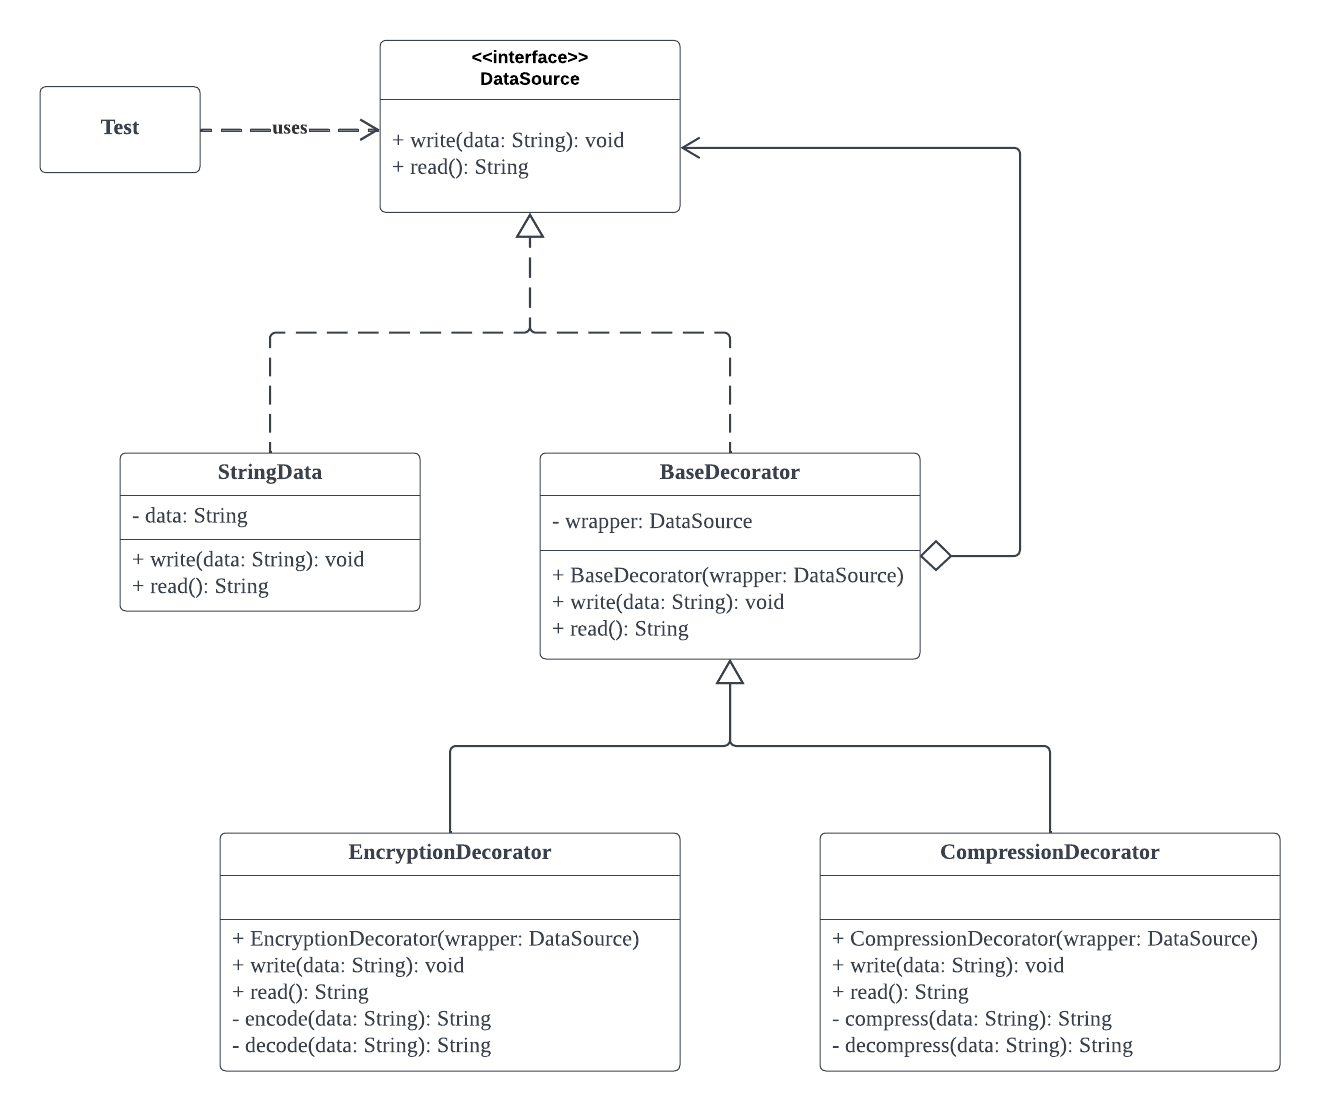 <<interface>>
DataSource
Test
uses
+ write(data: String): void
+ read(): String
StringData
- data: String
+ write(data: String): void
+ read(): String
BaseDecorator
- wrapper: DataSource
+ BaseDecorator(wrapper: DataSource)
+ write(data: String): void
+ read(): String
EncryptionDecorator
+ EncryptionDecorator(wrapper: DataSource)
+ write(data: String): void
+ read(): String
- encode(data: String): String
- decode(data: String): String
CompressionDecorator
+ CompressionDecorator(wrapper: DataSource)
+ write(data: String): void
+ read(): String
- compress(data: String): String
- decompress(data: String): String